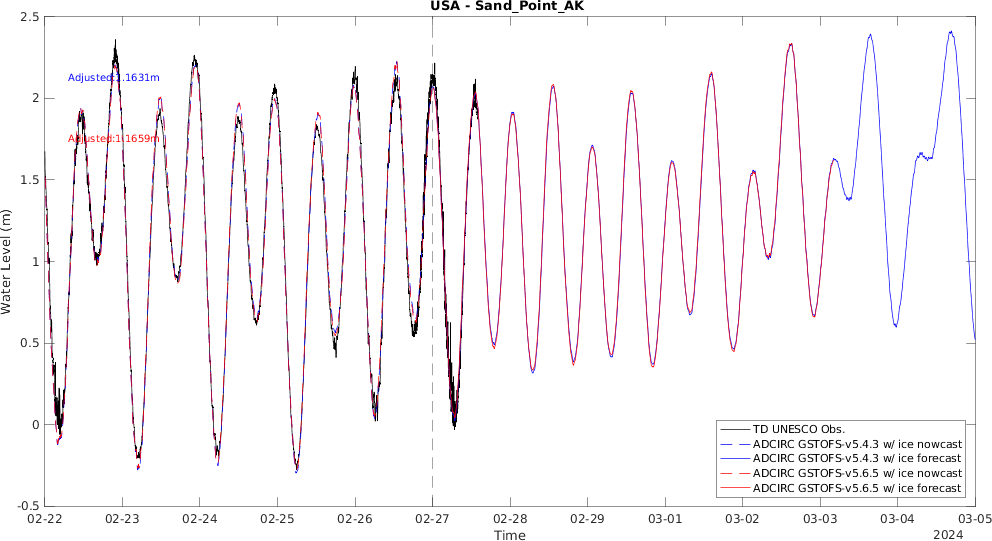 USA - Sand_Point_AK
2.5
2
1.5
1
0.5
0
-0.5
Water Level (m)
Adjusted:1.1631m
Adjusted:1.1659m
TD UNESCO Obs.
ADCIRC GSTOFS-v5.4.3 w/ ice nowcast
ADCIRC GSTOFS-v5.4.3 w/ ice forecast
ADCIRC GSTOFS-v5.6.5 w/ ice nowcast
ADCIRC GSTOFS-v5.6.5 w/ ice forecast
02-22 02-23 02-24 02-25 02-26 02-27 02-28 02-29 03-01 03-02 03-03 03-04 03-05
Time
2024